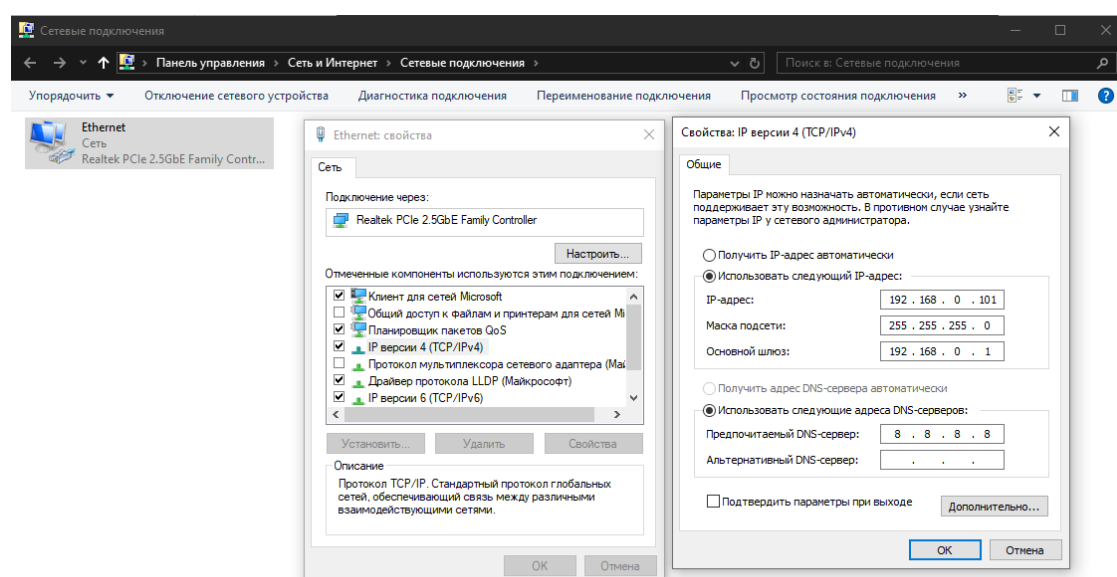 Сетевые подключения
Панель управления > Сеть и Интернет > Сетевые подключения >
Поиск в: Сетевые подключения
Упорядочить Отключение сетевого устройства Диагностика подключения Переименование подключения Просмотр состояния подключения »
Ethernet
Сеть
Realtek PCIe 2.5GbE Family Contr...
Ethernet: свойства
Сеть
Подключение через:
Realtek PCIe 2.5GbE Family Controller
Настроить...
Отмеченные компоненты используются этим подключением:
Клиент для сетей Microsoft
Общий доступ к файлам и принтерам для сетей Mi
Планировщик пакетов QoS
IP версии 4 (TCP/IPv4)
Протокол мультиплексора сетевого адаптера (Май
Драйвер протокола LLDP (Майкрософт)
IP версии 6 (TCP/IPv6)
Установить... Удалить Свойства
Описание
Протокол TCP/IP. Стандартный протокол глобальных
сетей, обеспечивающий связь между различными
взаимодействующими сетями.
OK Отмена
Свойства: IP версии 4 (TCP/IPv4)
Общие
Параметры IP можно назначать автоматически, если сеть
поддерживает эту возможность. В противном случае узнайте
параметры IP у сетевого администратора.
Получить IP-адрес автоматически
Использовать следующий IP-адрес:
IP-адрес: 192 . 168 . 0 . 101
Маска подсети: 255 . 255 . 255 . 0
Основной шлюз: 192 . 168 . 0 . 1
Получить адрес DNS-сервера автоматически
Использовать следующие адреса DNS-серверов:
Предпочитаемый DNS-сервер: 8 . 8 . 8 . 8
Альтернативный DNS-сервер: . . .
Подтвердить параметры при выходе
Дополнительно...
OK Отмена